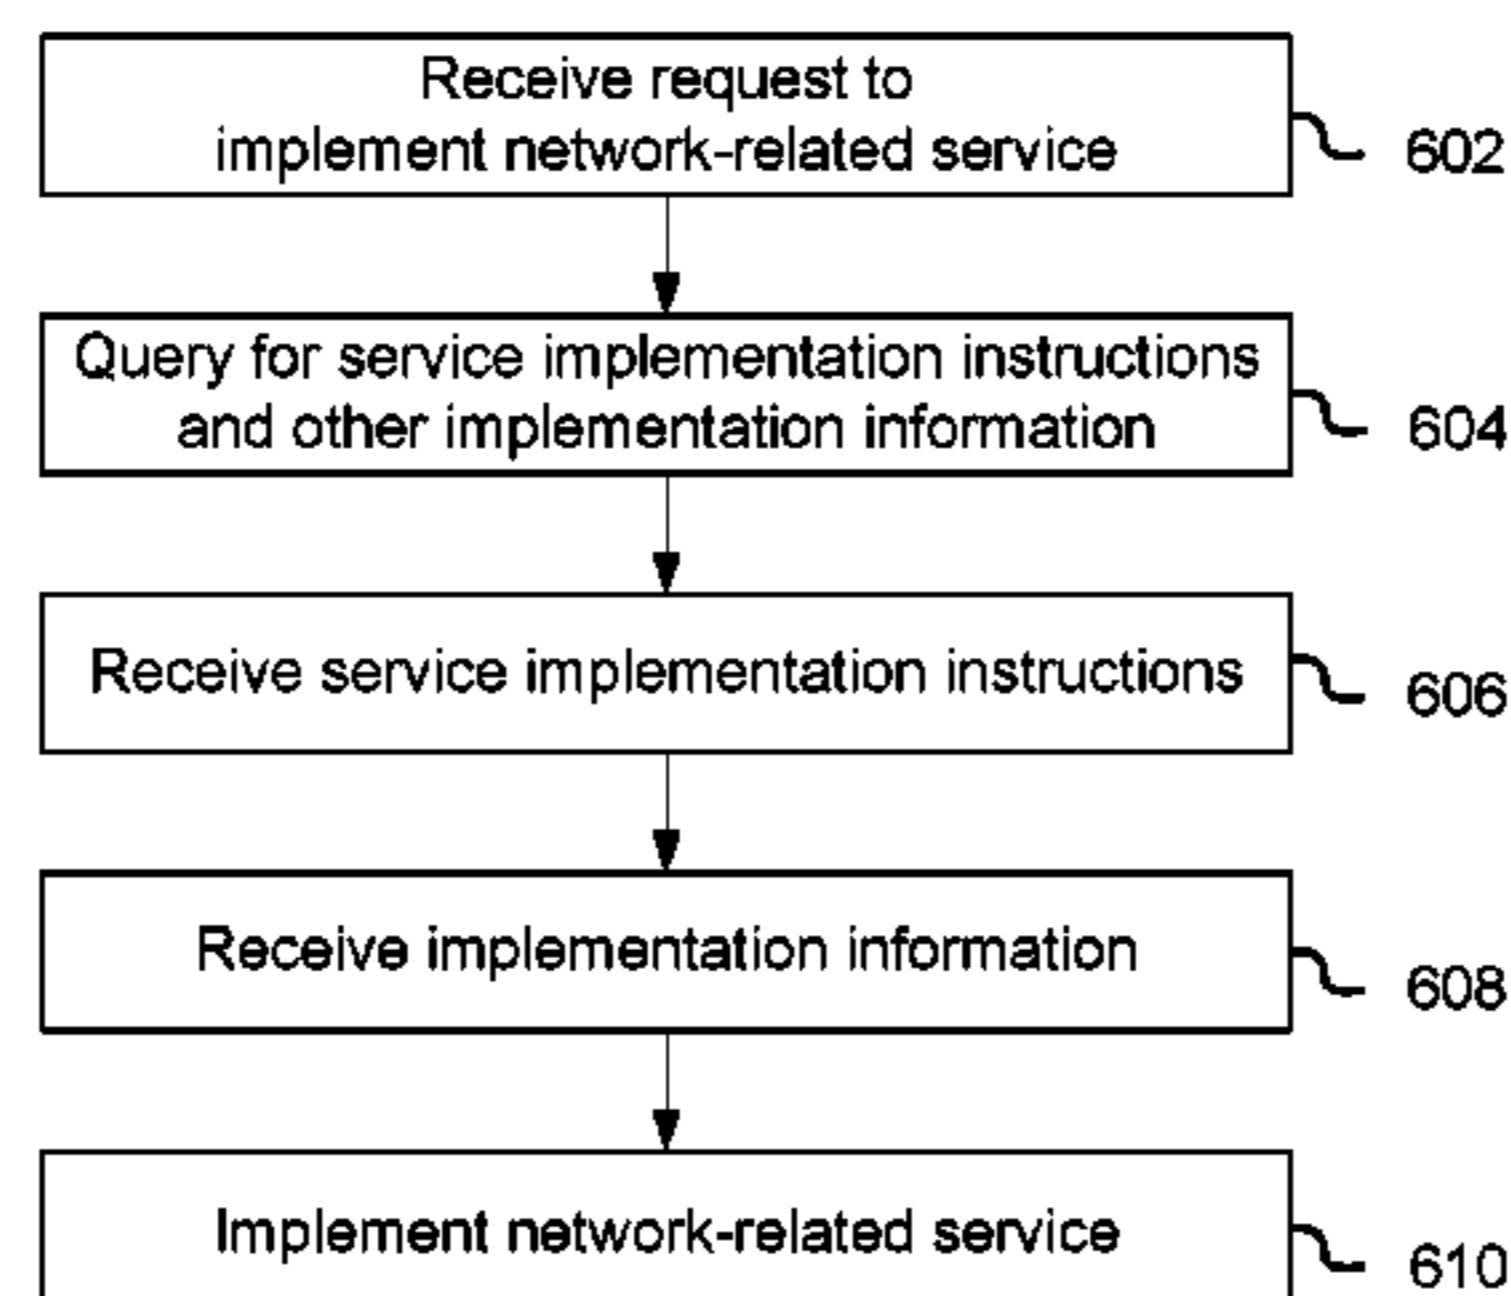 Receive request to
implement network-related service
602
Query for service implementation instructions
and other implementation information
604
Receive service implementation instructions
606
Receive implementation information
608
Implement network-related service
610